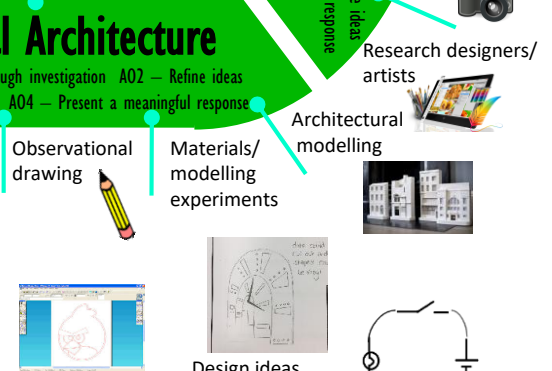 l Architecture
ugh investigation A02 – Refine ideas
A04 – Present a meaningful response
response
e ideas
Research designers/
artists
Architectural
modelling
Observational
drawing
Materials/
modelling
experiments
Design ideas